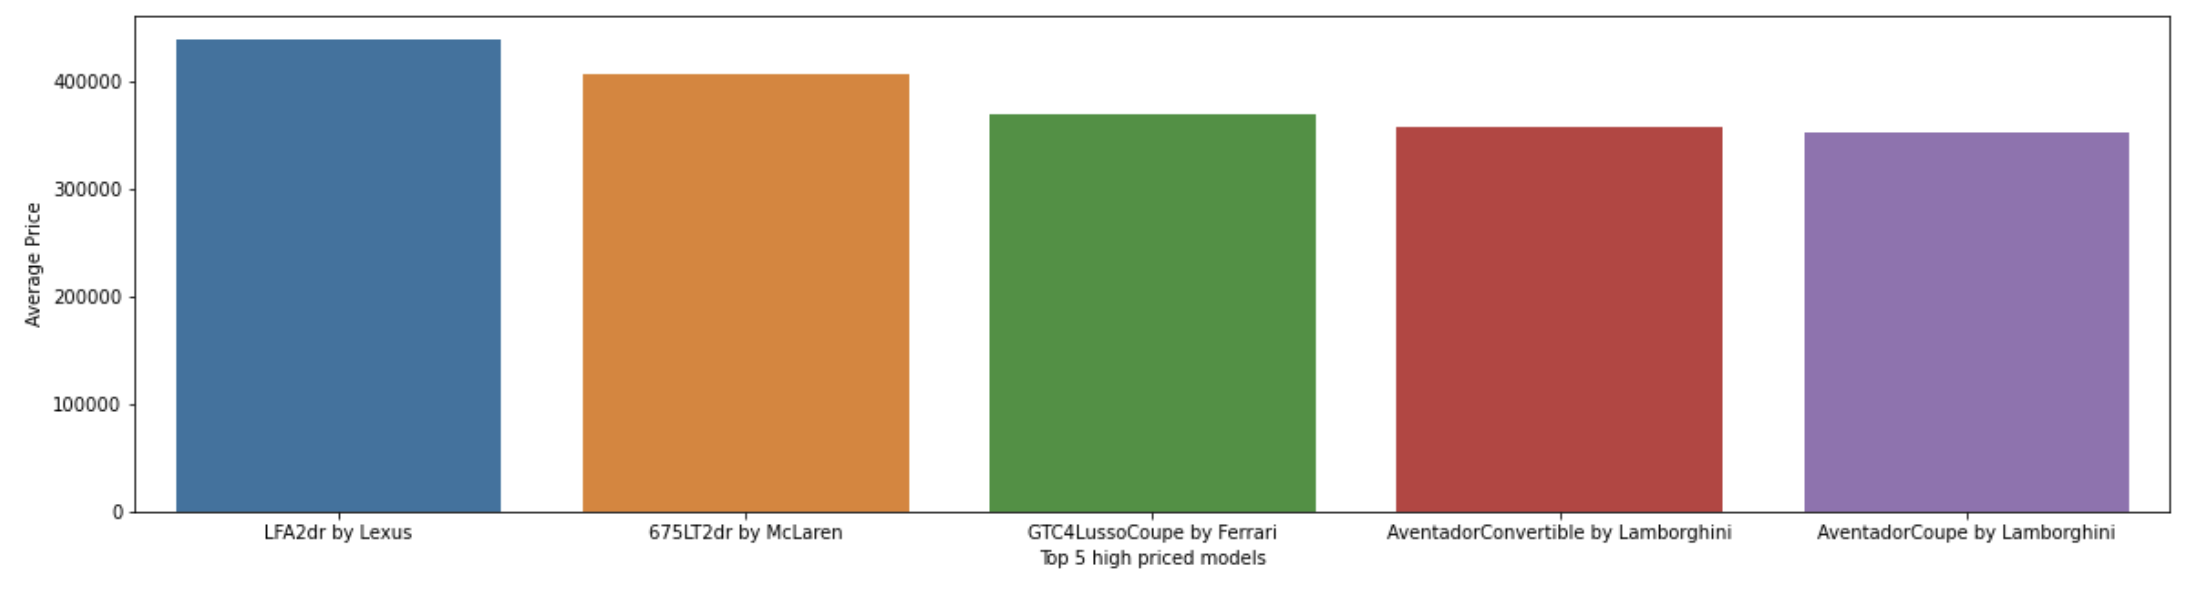 400000
300000
200000
100000
0
Average Price
LFA2dr by Lexus
675LT2dr by McLaren
GTC4LussoCoupe by Ferrari
AventadorConvertible by Lamborghini
AventadorCoupe by Lamborghini
Top 5 high priced models